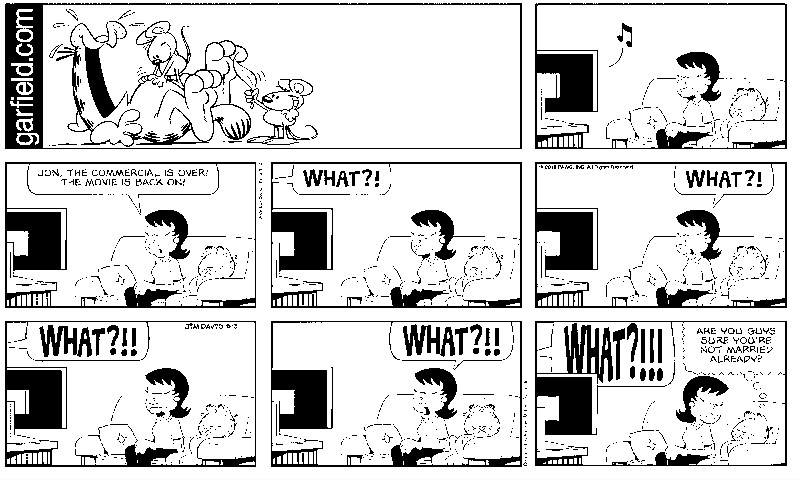 garfield.com
JON, THE COMMERCIAL IS OVER!
THE MOVIE IS BACK ON!
WHAT?!
WHAT?!
WHAT?!!
JIM DAVIS
WHAT?!!
WHAT?!!!
ARE YOU GUYS
SURE YOU'RE
NOT MARRIED
ALREADY?